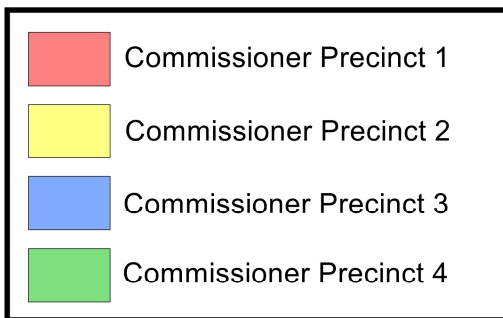 Commissioner Precinct 1
Commissioner Precinct 2
Commissioner Precinct 3
Commissioner Precinct 4